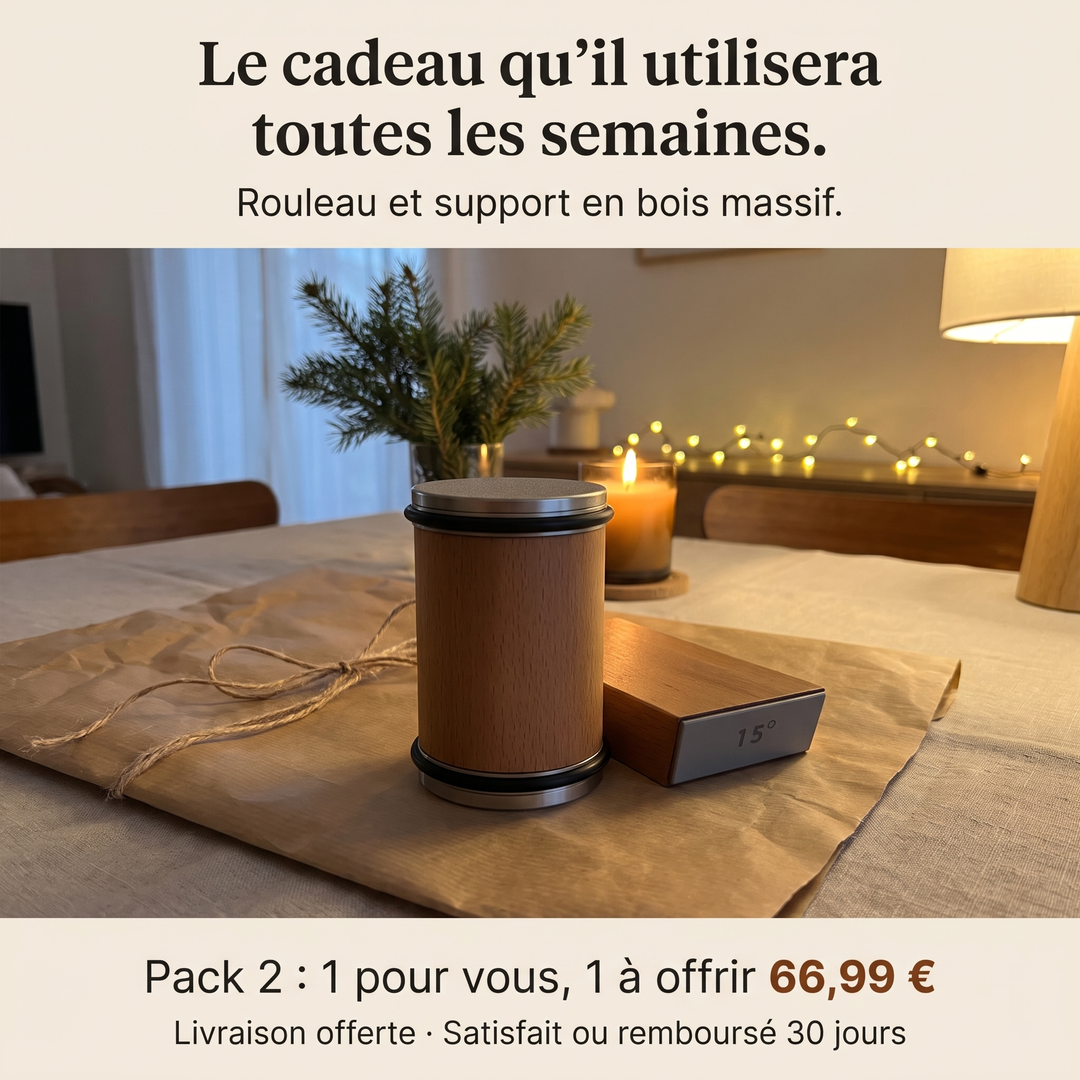 Le cadeau qu’il utilisera
toutes les semaines.
Rouleau et support en bois massif.
15°
Pack 2 : 1 pour vous, 1 à offrir 66,99 €
Livraison offerte · Satisfait ou remboursé 30 jours